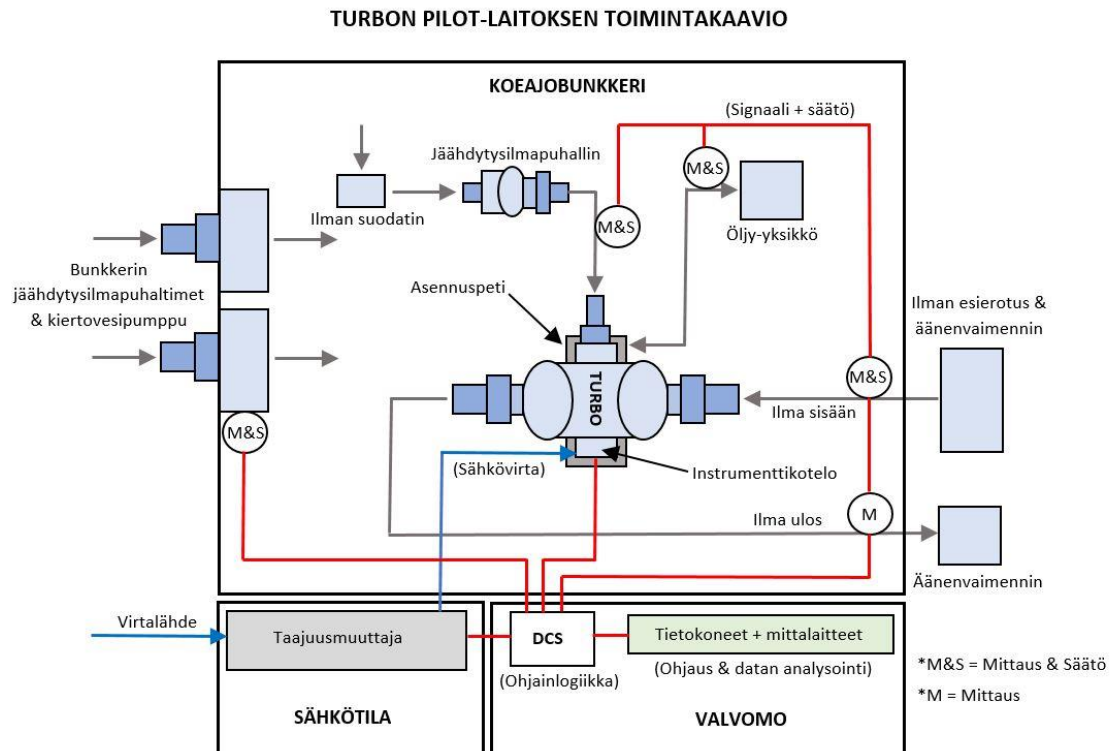 TURBON PILOT-LAITOKSEN TOIMINTAKAAVIO
KOEAJOBUNKKERI
(Signaali + säätö)
Jäähdytysilmapuhallin
M&S
Ilman suodatin
M&S
Öljy-yksikkö
Bunkkerin
jäähdytysilmapuhaltimet
& kiertovesipumppu
Asennuspeti
Ilman esierotus &
äänenvaimennin
TURBO
M&S
Ilma sisään
M&S
(Sähkövirta)
Instrumenttikotelo
M
Ilma ulos
Äänenvaimennin
Virtalähde
Taajuusmuuttaja
DCS
(Ohjainlogiikka)
Tietokoneet + mittalaitteet
(Ohjaus & datan analysointi)
*M&S = Mittaus & Säätö
*M = Mittaus
SÄHKÖTILA
VALVOMO